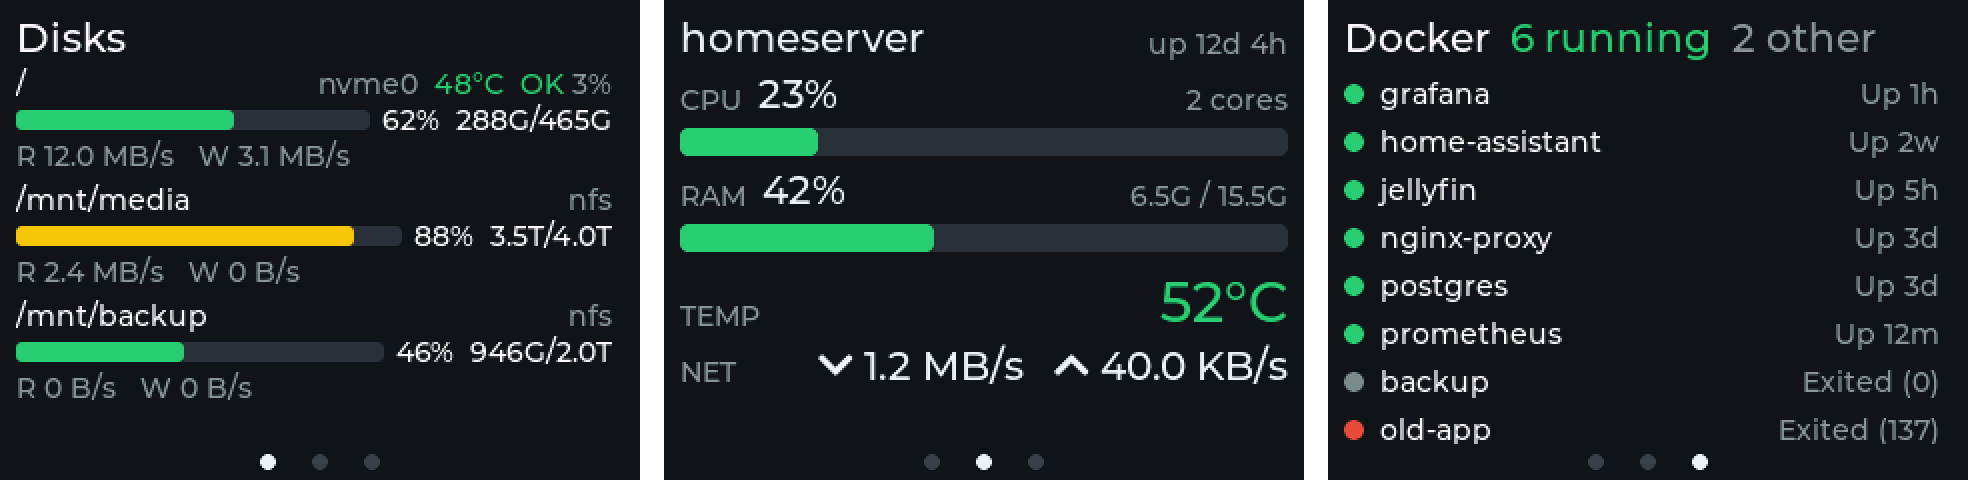 Disks
/ nvme0 48°C OK 3%
62% 288G/465G
R 12.0 MB/s W 3.1 MB/s
/mnt/media nfs
88% 3.5T/4.0T
R 2.4 MB/s W 0 B/s
/mnt/backup nfs
46% 946G/2.0T
R 0 B/s W 0 B/s
homeserver up 12d 4h
CPU 23% 2 cores
RAM 42% 6.5G / 15.5G
TEMP 52°C
NET 1.2 MB/s 40.0 KB/s
Docker 6 running 2 other
grafana Up 1h
home-assistant Up 2w
jellyfin Up 5h
nginx-proxy Up 3d
postgres Up 3d
prometheus Up 12m
backup Exited (0)
old-app Exited (137)